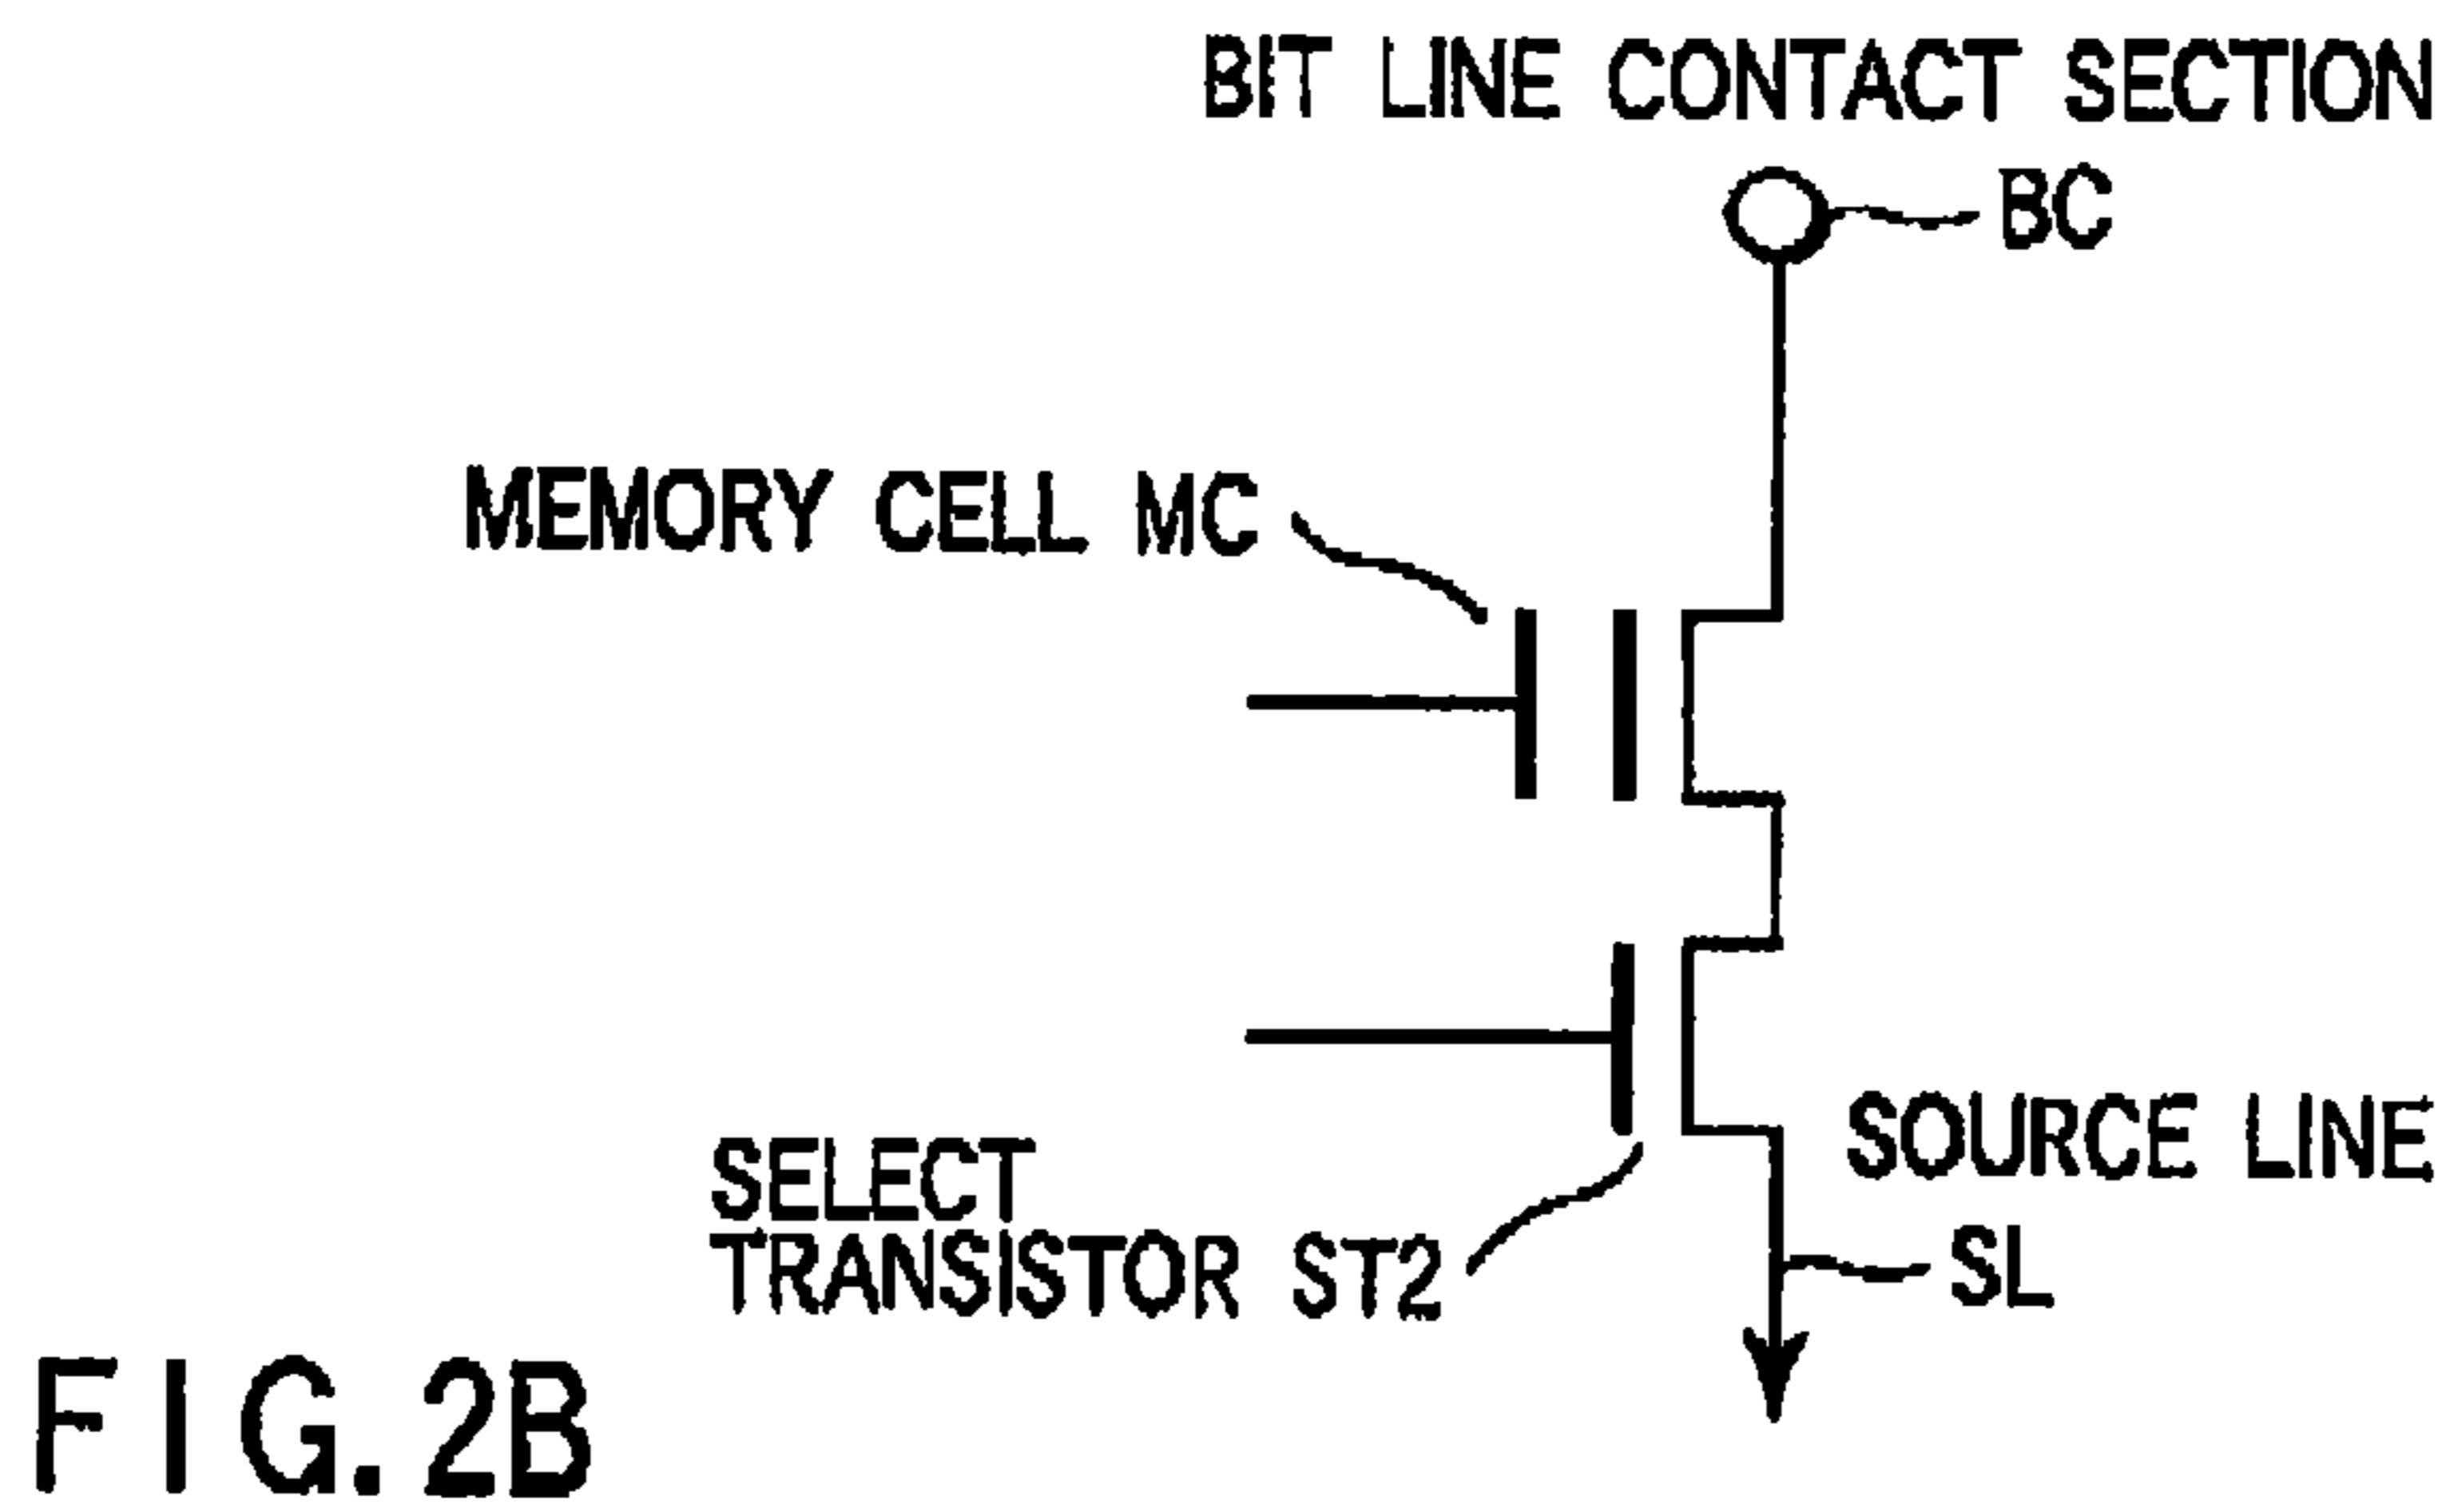 BIT LINE CONTACT SECTION
BC
MEMORY CELL MC
SELECT
TRANSISTOR ST2
SOURCE LINE
SL
FIG.2B